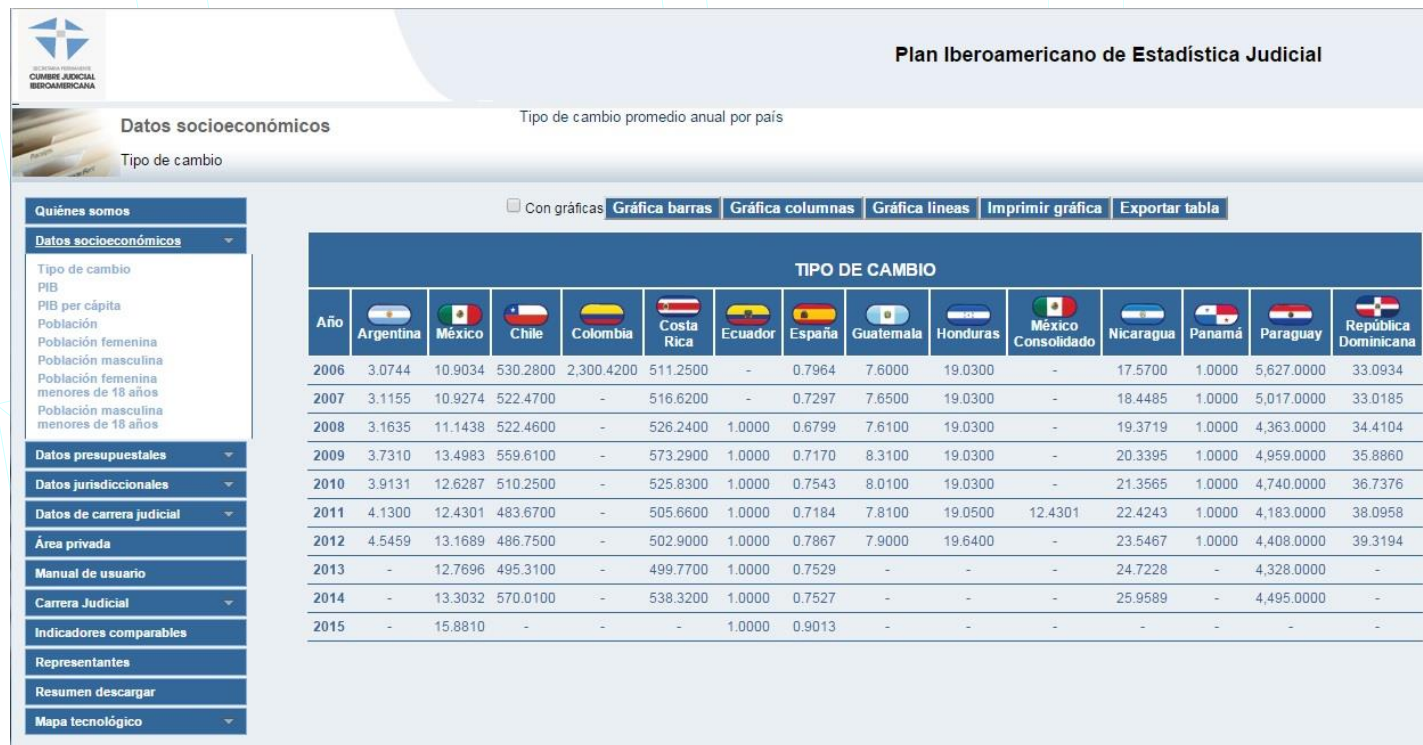 SECRETARIA PERMANENTE
CUMBRE JUDICIAL
IBEROAMERICANA
Plan Iberoamericano de Estadística Judicial
Datos socioeconómicos
Tipo de cambio promedio anual por país
Tipo de cambio
Quiénes somos
Datos socioeconómicos
Tipo de cambio
PIB
PIB per cápita
Población
Población femenina
Población masculina
Población femenina
menores de 18 años
Población masculina
menores de 18 años
Datos presupuestales
Datos jurisdiccionales
Datos de carrera judicial
Área privada
Manual de usuario
Carrera Judicial
Indicadores comparables
Representantes
Resumen descargar
Mapa tecnológico
Con gráficas Gráfica barras Gráfica columnas Gráfica lineas Imprimir gráfica Exportar tabla
TIPO DE CAMBIO
Año Argentina México Chile Colombia Costa Rica Ecuador España Guatemala Honduras México Consolidado Nicaragua Panamá Paraguay República Dominicana
2006 3.0744 10.9034 530.2800 2,300.4200 511.2500 - 0.7964 7.6000 19.0300 - 17.5700 1.0000 5,627.0000 33.0934
2007 3.1155 10.9274 522.4700 - 516.6200 - 0.7297 7.6500 19.0300 - 18.4485 1.0000 5,017.0000 33.0185
2008 3.1635 11.1438 522.4600 - 526.2400 1.0000 0.6799 7.6100 19.0300 - 19.3719 1.0000 4,363.0000 34.4104
2009 3.7310 13.4983 559.6100 - 573.2900 1.0000 0.7170 8.3100 19.0300 - 20.3395 1.0000 4,959.0000 35.8860
2010 3.9131 12.6287 510.2500 - 525.8300 1.0000 0.7543 8.0100 19.0300 - 21.3565 1.0000 4,740.0000 36.7376
2011 4.1300 12.4301 483.6700 - 505.6600 1.0000 0.7184 7.8100 19.0500 12.4301 22.4243 1.0000 4,183.0000 38.0958
2012 4.5459 13.1689 486.7500 - 502.9000 1.0000 0.7867 7.9000 19.6400 - 23.5467 1.0000 4,408.0000 39.3194
2013 - 12.7696 495.3100 - 499.7700 1.0000 0.7529 - - - 24.7228 - 4,328.0000 -
2014 - 13.3032 570.0100 - 538.3200 1.0000 0.7527 - - - 25.9589 - 4,495.0000 -
2015 - 15.8810 - - - 1.0000 0.9013 - - - - - - -